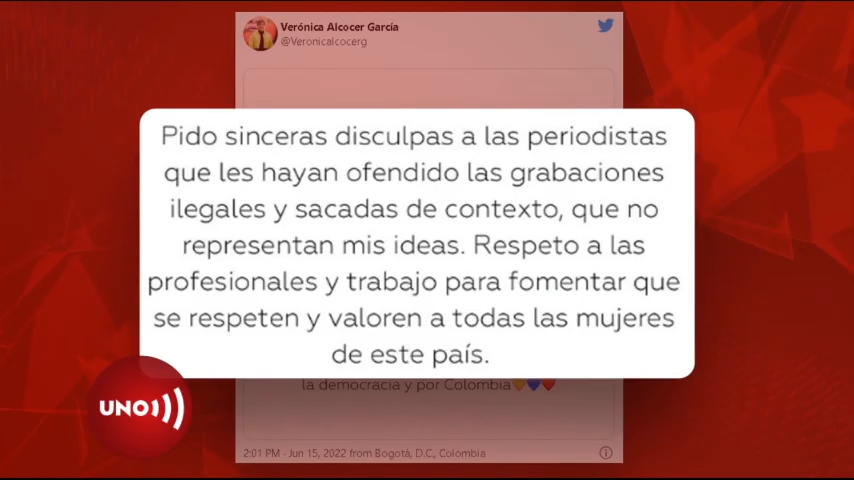 Verónica Alcocer García
@Veronicalcocerg
Pido sinceras disculpas a las periodistas
que les hayan ofendido las grabaciones
ilegales y sacadas de contexto, que no
representan mis ideas. Respeto a las
profesionales y trabajo para fomentar que
se respeten y valoren a todas las mujeres
de este país.
la democracia y por Colombia💛💙❤️
UNO
2:01 PM · Jun 15, 2022 from Bogotá, D.C., Colombia